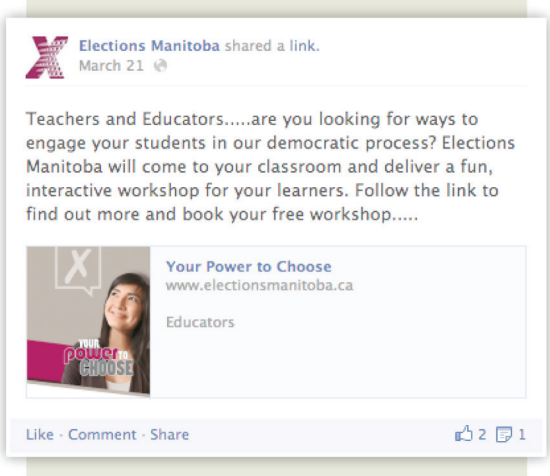 Elections Manitoba shared a link.
March 21
Teachers and Educators.....are you looking for ways to
engage your students in our democratic process? Elections
Manitoba will come to your classroom and deliver a fun,
interactive workshop for your learners. Follow the link to
find out more and book your free workshop.....
YOUR
power TO
CHOOSE
Your Power to Choose
www.electionsmanitoba.ca
Educators
Like · Comment · Share
2 1